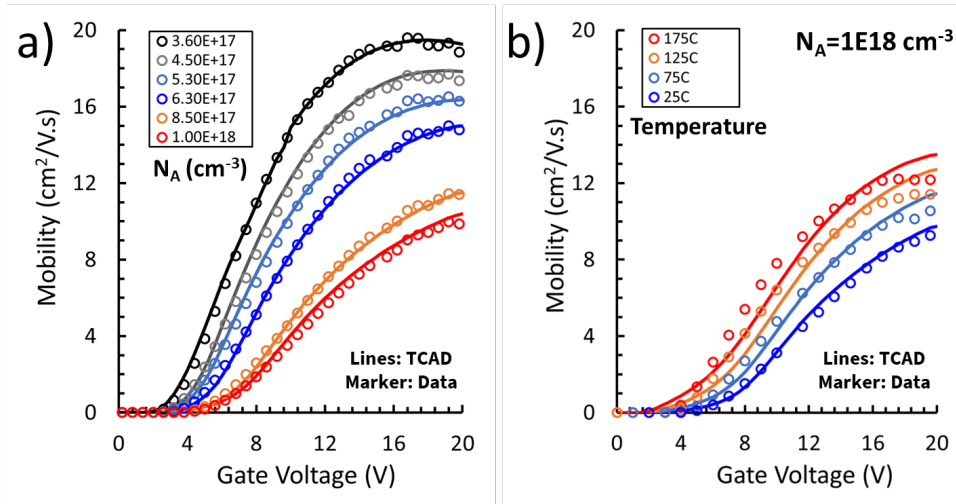 a)
20
16
12
8
4
0
0
4
8
12
16
20
Mobility (cm²/V.s)
Gate Voltage (V)
3.60E+17
4.50E+17
5.30E+17
6.30E+17
8.50E+17
1.00E+18
N_A (cm⁻³)
Lines: TCAD
Marker: Data
b)
N_A=1E18 cm⁻³
20
16
12
8
4
0
0
4
8
12
16
20
Mobility (cm²/V.s)
Gate Voltage (V)
175C
125C
75C
25C
Temperature
Lines: TCAD
Marker: Data